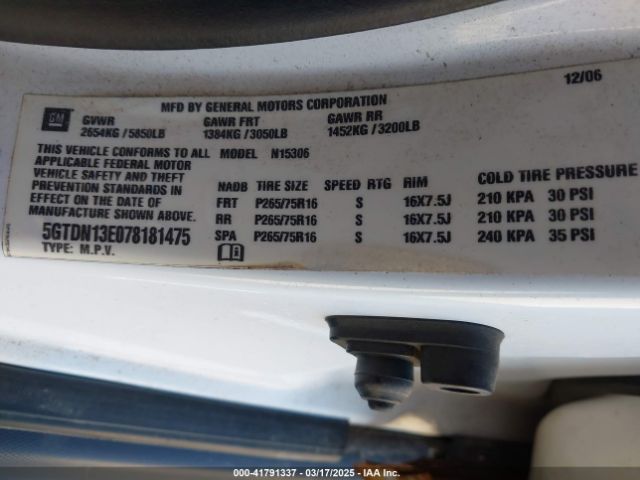 12/06
MFD BY GENERAL MOTORS CORPORATION
GM
GVWR GAWR FRT GAWR RR
2654KG / 5850LB 1384KG / 3050LB 1452KG / 3200LB
THIS VEHICLE CONFORMS TO ALL MODEL N15306
APPLICABLE FEDERAL MOTOR
VEHICLE SAFETY AND THEFT
PREVENTION STANDARDS IN
EFFECT ON THE DATE OF
MANUFACTURE SHOWN ABOVE.
5GTDN13E078181475
TYPE: M.P.V.
NADB TIRE SIZE SPEED RTG RIM COLD TIRE PRESSURE
FRT P265/75R16 S 16X7.5J 210 KPA 30 PSI
RR P265/75R16 S 16X7.5J 210 KPA 30 PSI
SPA P265/75R16 S 16X7.5J 240 KPA 35 PSI
000-41791337 - 03/17/2025 - IAA Inc.